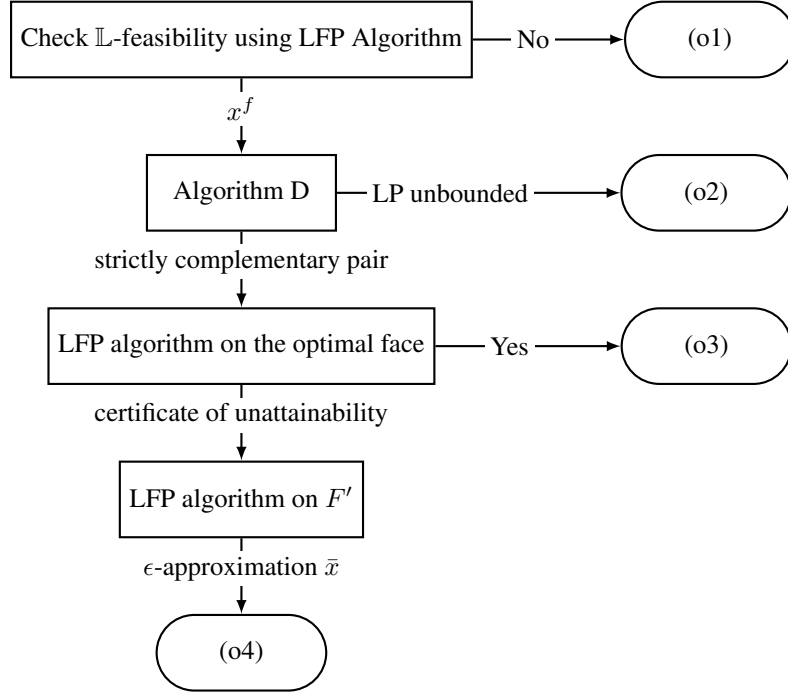 Check 𝕃-feasibility using LFP Algorithm
No
(o1)
x^f
Algorithm D
LP unbounded
(o2)
strictly complementary pair
LFP algorithm on the optimal face
Yes
(o3)
certificate of unattainability
LFP algorithm on F′
ϵ-approximation x̄
(o4)